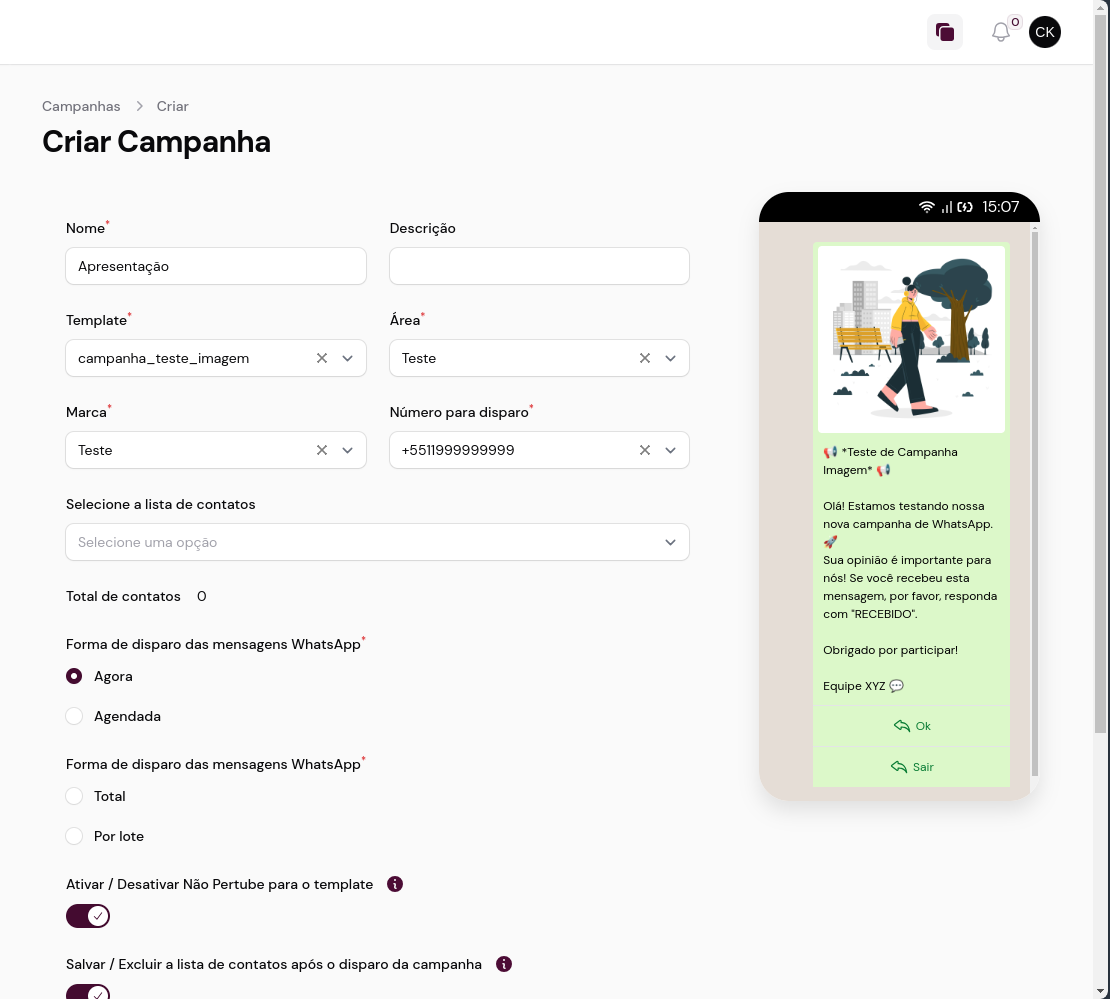 0
CK
Campanhas > Criar
Criar Campanha
Nome*
Descrição
Apresentação
Template*
Área*
campanha_teste_imagem
Teste
Marca*
Número para disparo*
Teste
+5511999999999
Selecione a lista de contatos
Selecione uma opção
Total de contatos 0
Forma de disparo das mensagens WhatsApp*
Agora
Agendada
Forma de disparo das mensagens WhatsApp*
Total
Por lote
Ativar / Desativar Não Pertube para o template
Salvar / Excluir a lista de contatos após o disparo da campanha
15:07
📢 *Teste de Campanha
Imagem* 📢
Olá! Estamos testando nossa
nova campanha de WhatsApp.
🚀
Sua opinião é importante para
nós! Se você recebeu esta
mensagem, por favor, responda
com "RECEBIDO".
Obrigado por participar!
Equipe XYZ 💬
Ok
Sair